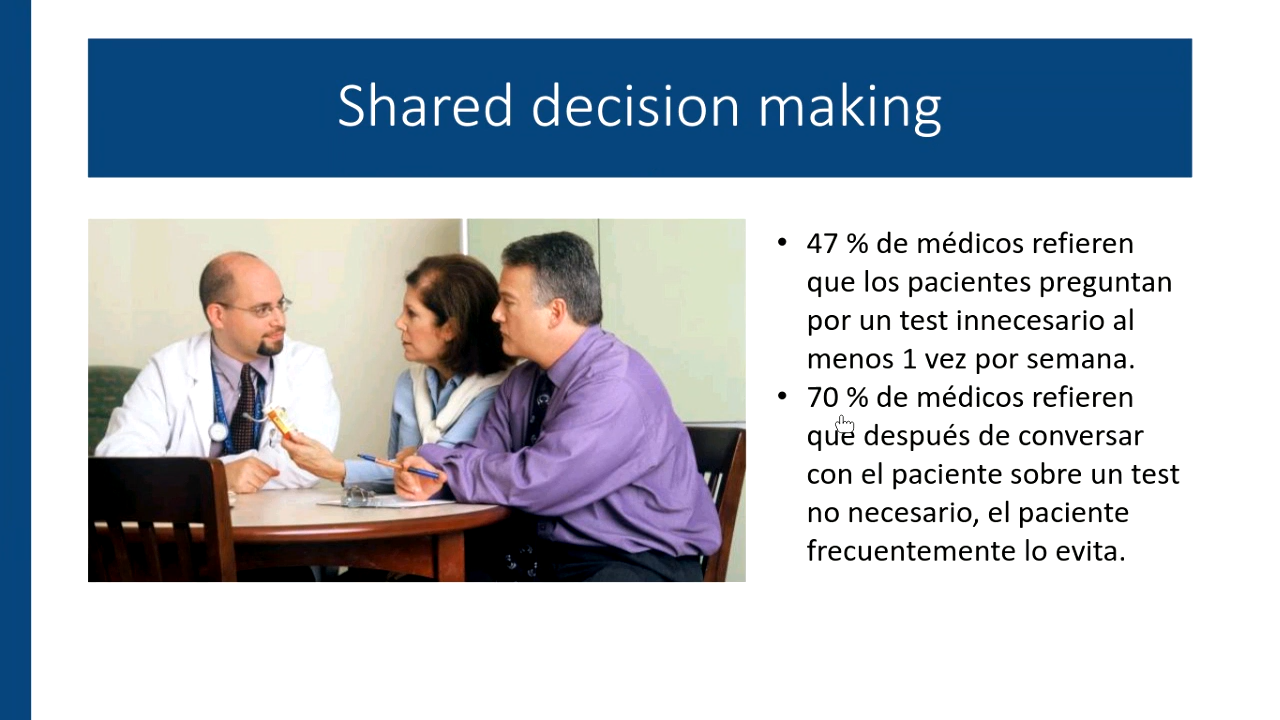 Shared decision making
• 47 % de médicos refieren
que los pacientes preguntan
por un test innecesario al
menos 1 vez por semana.
• 70 % de médicos refieren
que después de conversar
con el paciente sobre un test
no necesario, el paciente
frecuentemente lo evita.